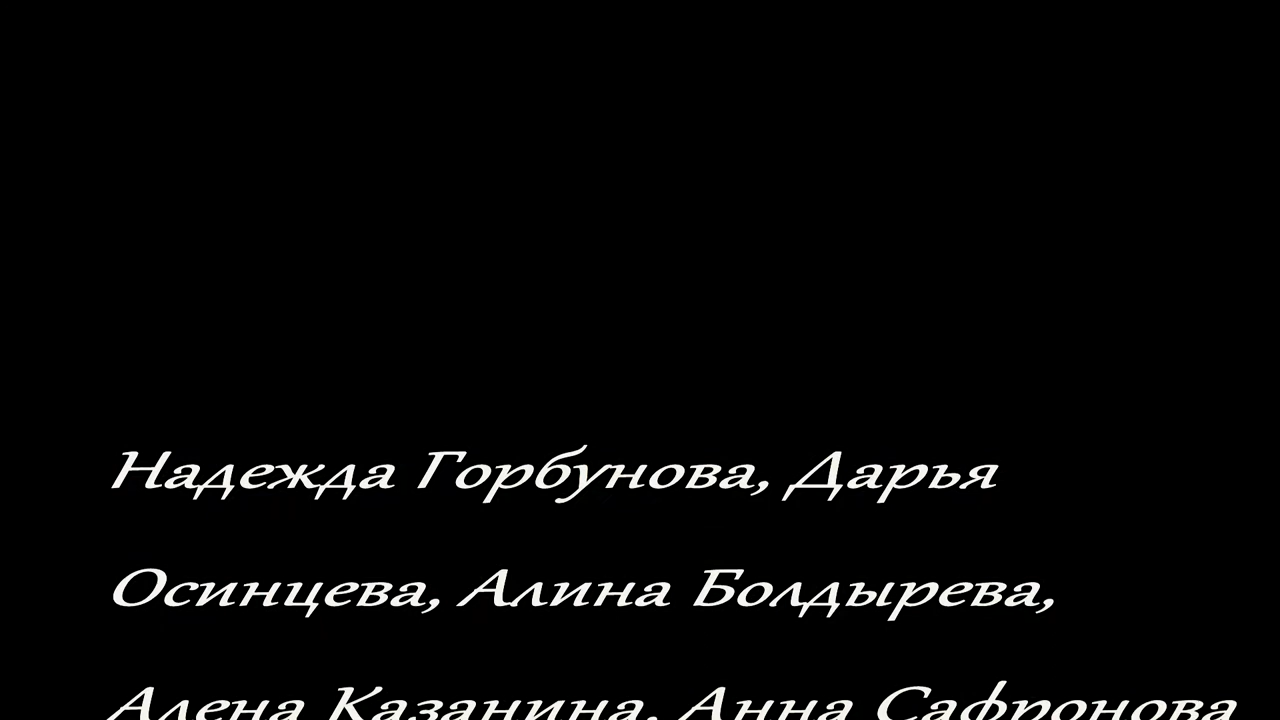 Надежда Горбунова, Дарья
Осинцева, Алина Болдырева,
Алена Казанина, Анна Сафронова